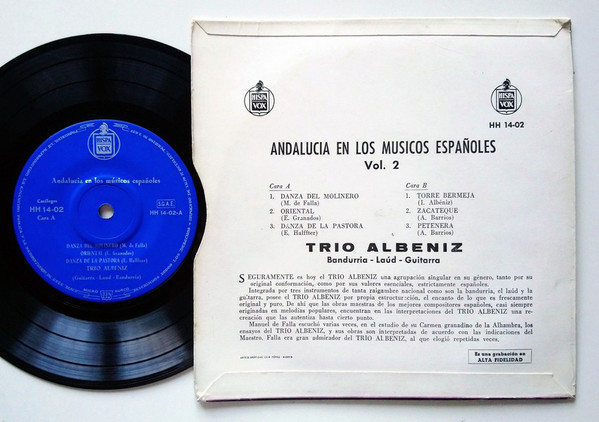 HISPA
VOX
Andalucia en los músicos españoles
Catálogo
HH 14-02
Cara A
S.G.A.E
HH 14-02-A
DANZA DEL MOLINERO (M. de Falla)
ORIENTAL (E. Granados)
DANZA DE LA PASTORA (E. Halffter)
TRIO ALBENIZ
(Guitarra - Laúd - Bandurria)
HISPA
VOX
HISPA
VOX
HH 14-02
ANDALUCIA EN LOS MUSICOS ESPAÑOLES
Vol. 2
Cara A
1. DANZA DEL MOLINERO
(M. de Falla)
2. ORIENTAL
(E. Granados)
3. DANZA DE LA PASTORA
(E. Halffter)
Cara B
1. TORRE BERMEJA
(I. Albéniz)
2. ZACATEQUE
(A. Barrios)
3. PETENERA
(A. Barrios)
TRIO ALBENIZ
Bandurria - Laúd - Guitarra
SEGURAMENTE es hoy el TRIO ALBENIZ una agrupación singular en su género, tanto por su
original conformación, como por sus valores esenciales, estrictamente españoles.
Integrada por tres instrumentos de tanta raigambre nacional como son la bandurria, el laúd y la
guitarra, posee el TRIO ALBENIZ por propia estructuración, el encanto de lo que es frescamente
original y puro. De ahí que las obras maestras de los mejores compositores españoles, casi siempre
originadas en melodías populares, encuentran en las interpretaciones del TRIO ALBENIZ una re-
creación que las autentica hasta cierto punto.
Manuel de Falla escuchó varias veces, en el estudio de su Carmen granadino de la Alhambra, los
ensayos del TRIO ALBENIZ, y sus obras son interpretadas de acuerdo con las indicaciones del
Maestro. Falla era gran admirador del TRIO ALBENIZ, al que elogió repetidas veces.
Es una grabación en
ALTA FIDELIDAD